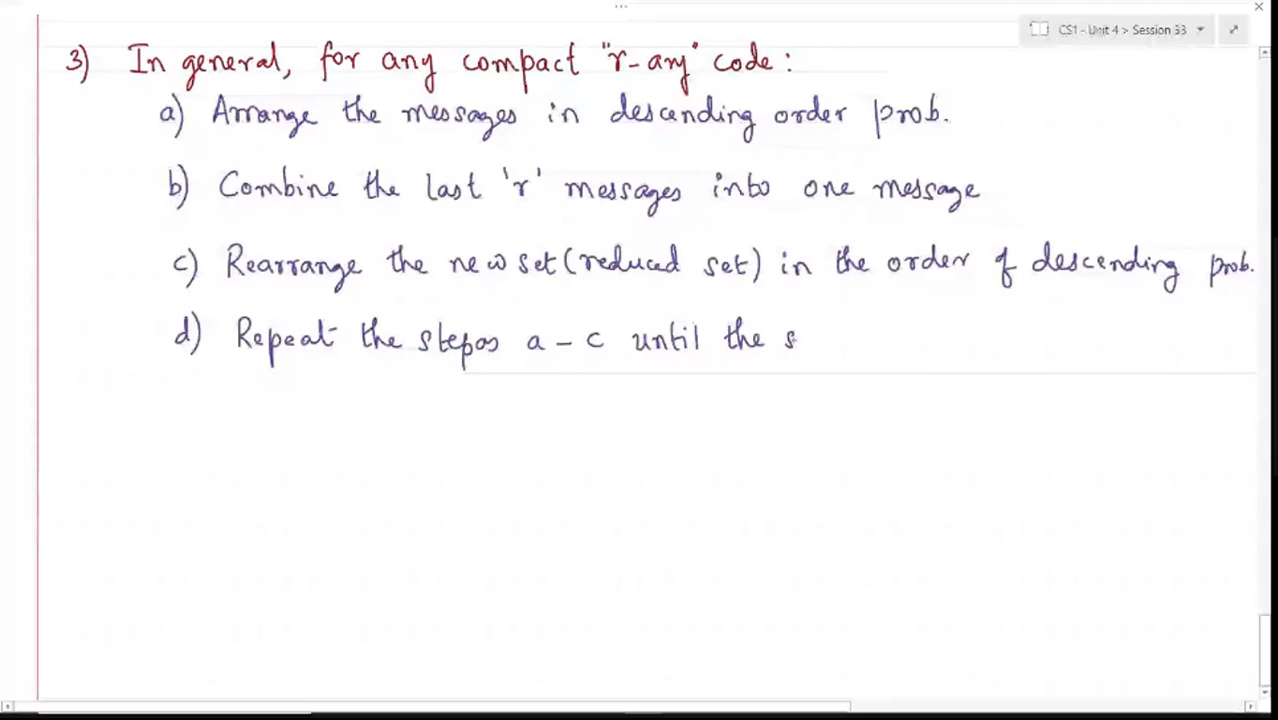 CS1 - Unit 4 > Session 33
3) In general, for any compact "r-ary" code:
a) Arrange the messages in descending order prob.
b) Combine the last 'r' messages into one message
c) Rearrange the new set (reduced set) in the order of descending prob.
d) Repeat the stepas a - c until the s